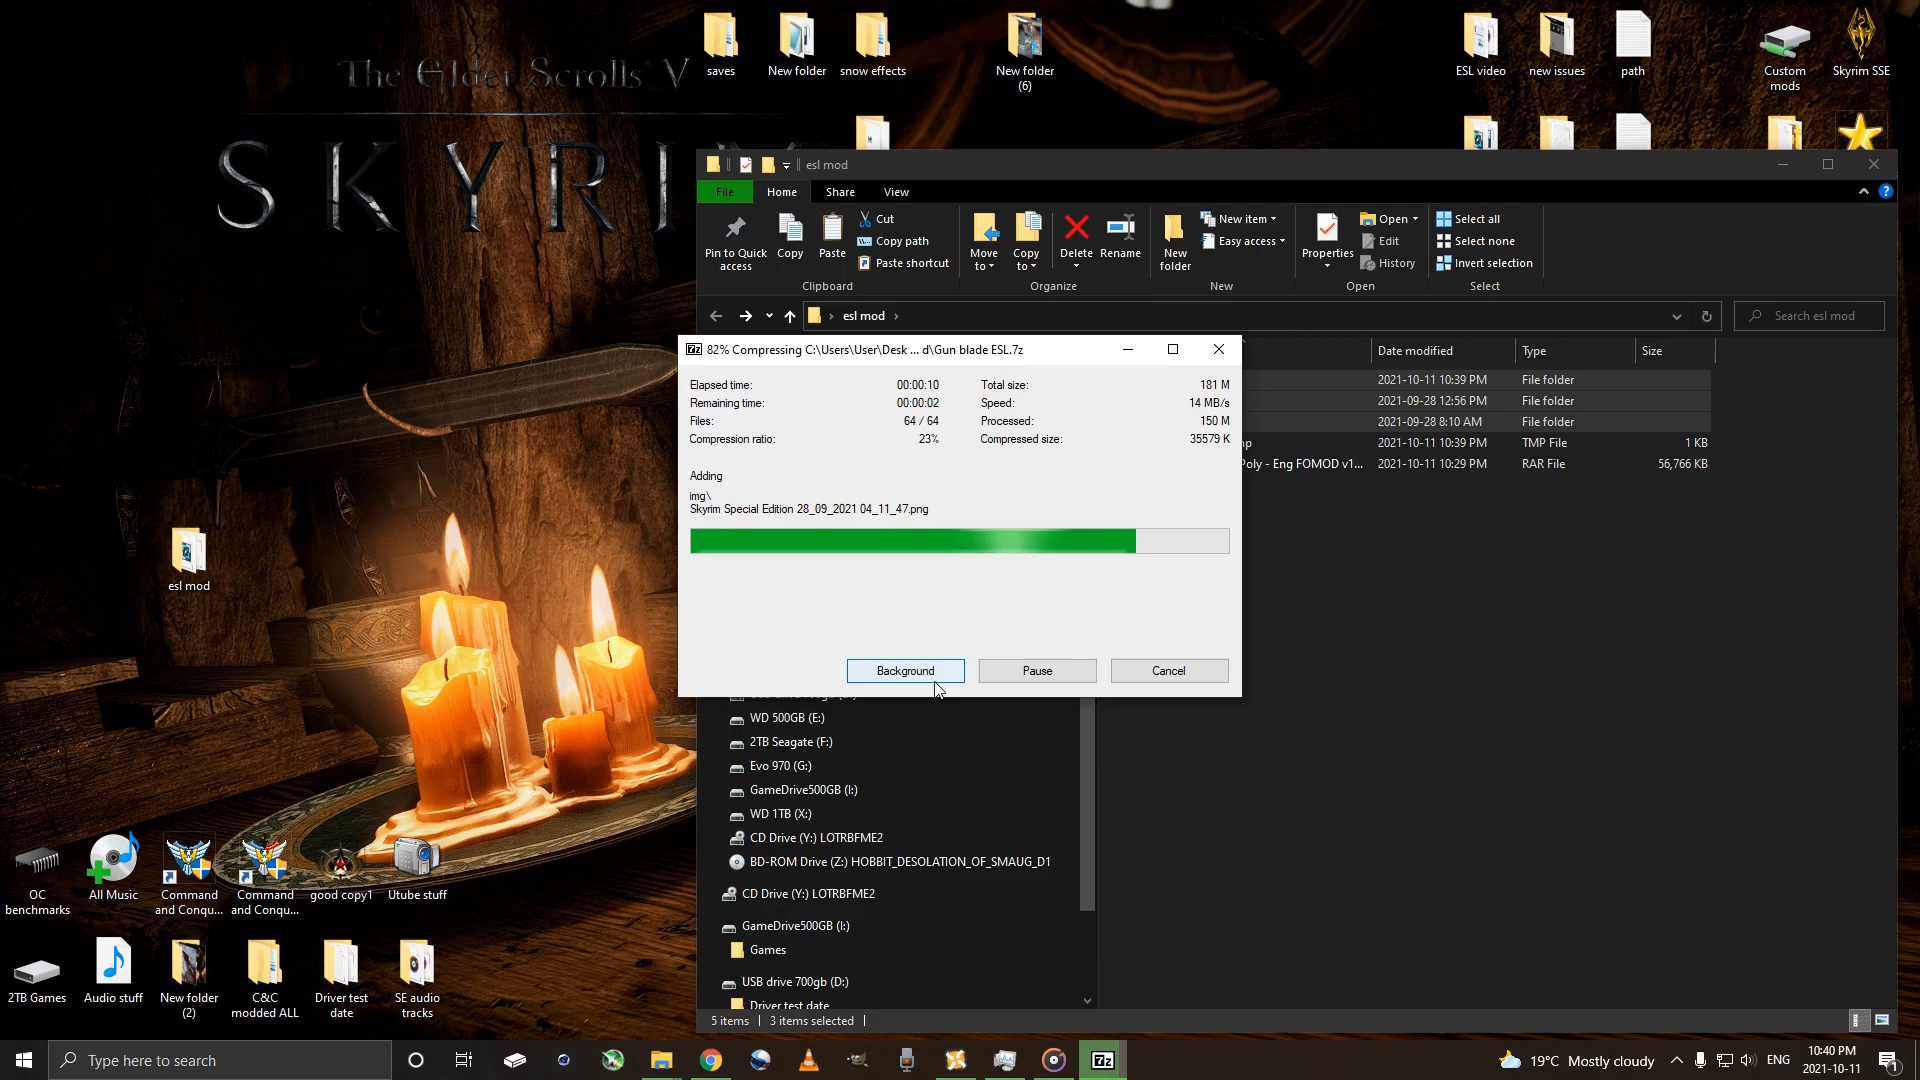 The Elder Scrolls V
SKYRIM
saves
New folder
snow effects
New folder
(6)
ESL video
new issues
path
Custom
mods
Skyrim SSE
esl mod
File
Home
Share
View
Pin to Quick
access
Copy
Paste
Cut
Copy path
Paste shortcut
Clipboard
Move
to
Copy
to
Delete
Rename
Organize
New
folder
New item
Easy access
New
Properties
Open
Edit
History
Open
Select all
Select none
Invert selection
Select
esl mod
Search esl mod
Date modified
Type
Size
2021-10-11 10:39 PM
File folder
2021-09-28 12:56 PM
File folder
2021-09-28 8:10 AM
File folder
2021-10-11 10:39 PM
TMP File
1 KB
Poly - Eng FOMOD v1...
2021-10-11 10:29 PM
RAR File
56,766 KB
7z
82% Compressing C:\Users\User\Desk ... d\Gun blade ESL.7z
Elapsed time: 00:00:10
Total size: 181 M
Remaining time: 00:00:02
Speed: 14 MB/s
Files: 64 / 64
Processed: 150 M
Compression ratio: 23%
Compressed size: 35579 K
Adding
img\
Skyrim Special Edition 28_09_2021 04_11_47.png
Background
Pause
Cancel
WD 500GB (E:)
2TB Seagate (F:)
Evo 970 (G:)
GameDrive500GB (I:)
WD 1TB (X:)
CD Drive (Y:) LOTRBFME2
BD-ROM Drive (Z:) HOBBIT_DESOLATION_OF_SMAUG_D1
CD Drive (Y:) LOTRBFME2
GameDrive500GB (I:)
Games
USB drive 700gb (D:)
Driver test date
5 items
3 items selected
esl mod
OC
benchmarks
All Music
Command
and Conqu...
Command
and Conqu...
good copy1
Utube stuff
2TB Games
Audio stuff
New folder
(2)
C&C
modded ALL
Driver test
date
SE audio
tracks
Type here to search
7z
19°C Mostly cloudy
ENG
10:40 PM
2021-10-11
1